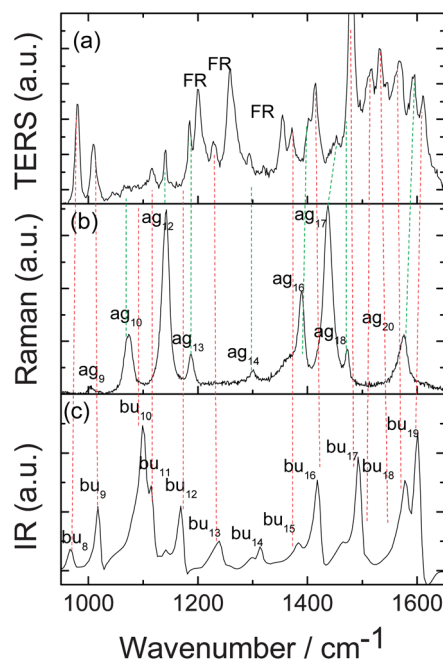 (a)
FR
FR
FR
TERS (a.u.)
(b)
ag12
ag17
ag16
ag10
ag13
ag18
ag20
ag14
ag9
Raman (a.u.)
(c)
bu10
bu19
bu11
bu16
bu17
bu18
bu9
bu12
bu15
bu13
bu14
bu8
IR (a.u.)
1000 1200 1400 1600
Wavenumber / cm-1